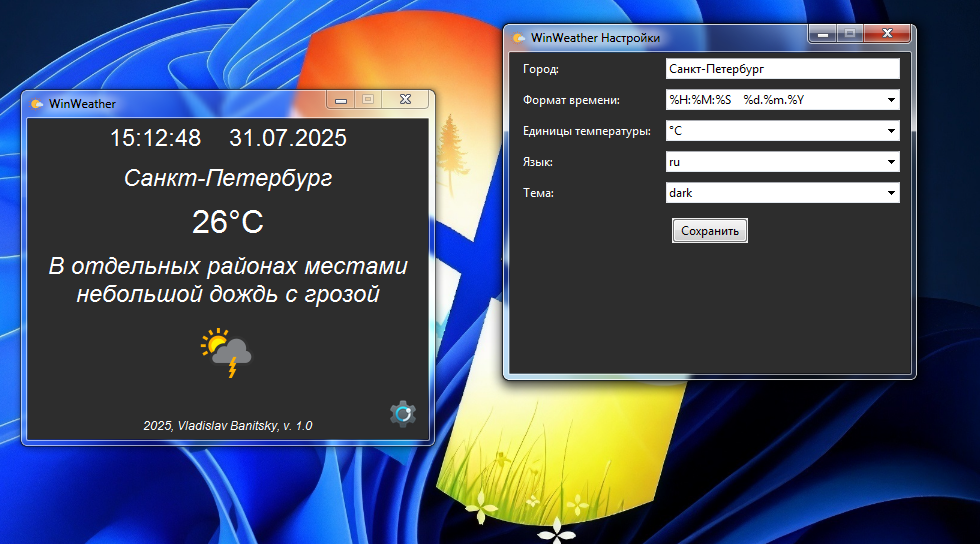 WinWeather
15:12:48 31.07.2025
Санкт-Петербург
26°C
В отдельных районах местами
небольшой дождь с грозой
2025, Vladislav Banitsky, v. 1.0
WinWeather Настройки
Город: Санкт-Петербург
Формат времени: %H:%M:%S %d.%m.%Y
Единицы температуры: °C
Язык: ru
Тема: dark
Сохранить